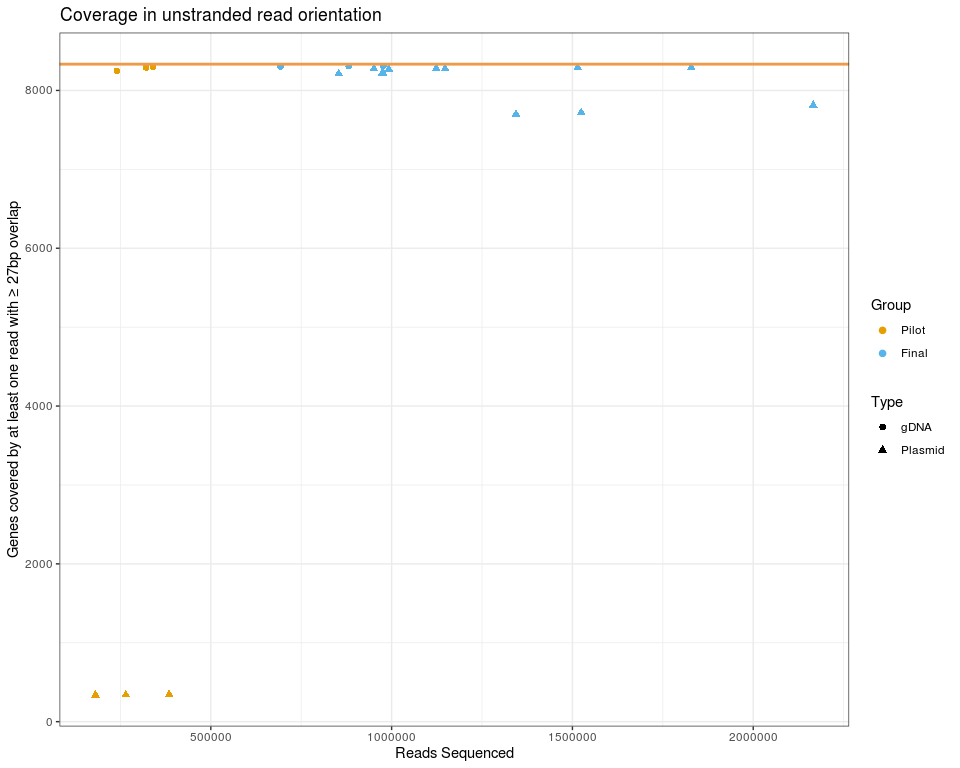 Coverage in unstranded read orientation
Genes covered by at least one read with ≥ 27bp overlap
8000
6000
4000
2000
0
500000
1000000
1500000
2000000
Reads Sequenced
Group
Pilot
Final
Type
gDNA
Plasmid